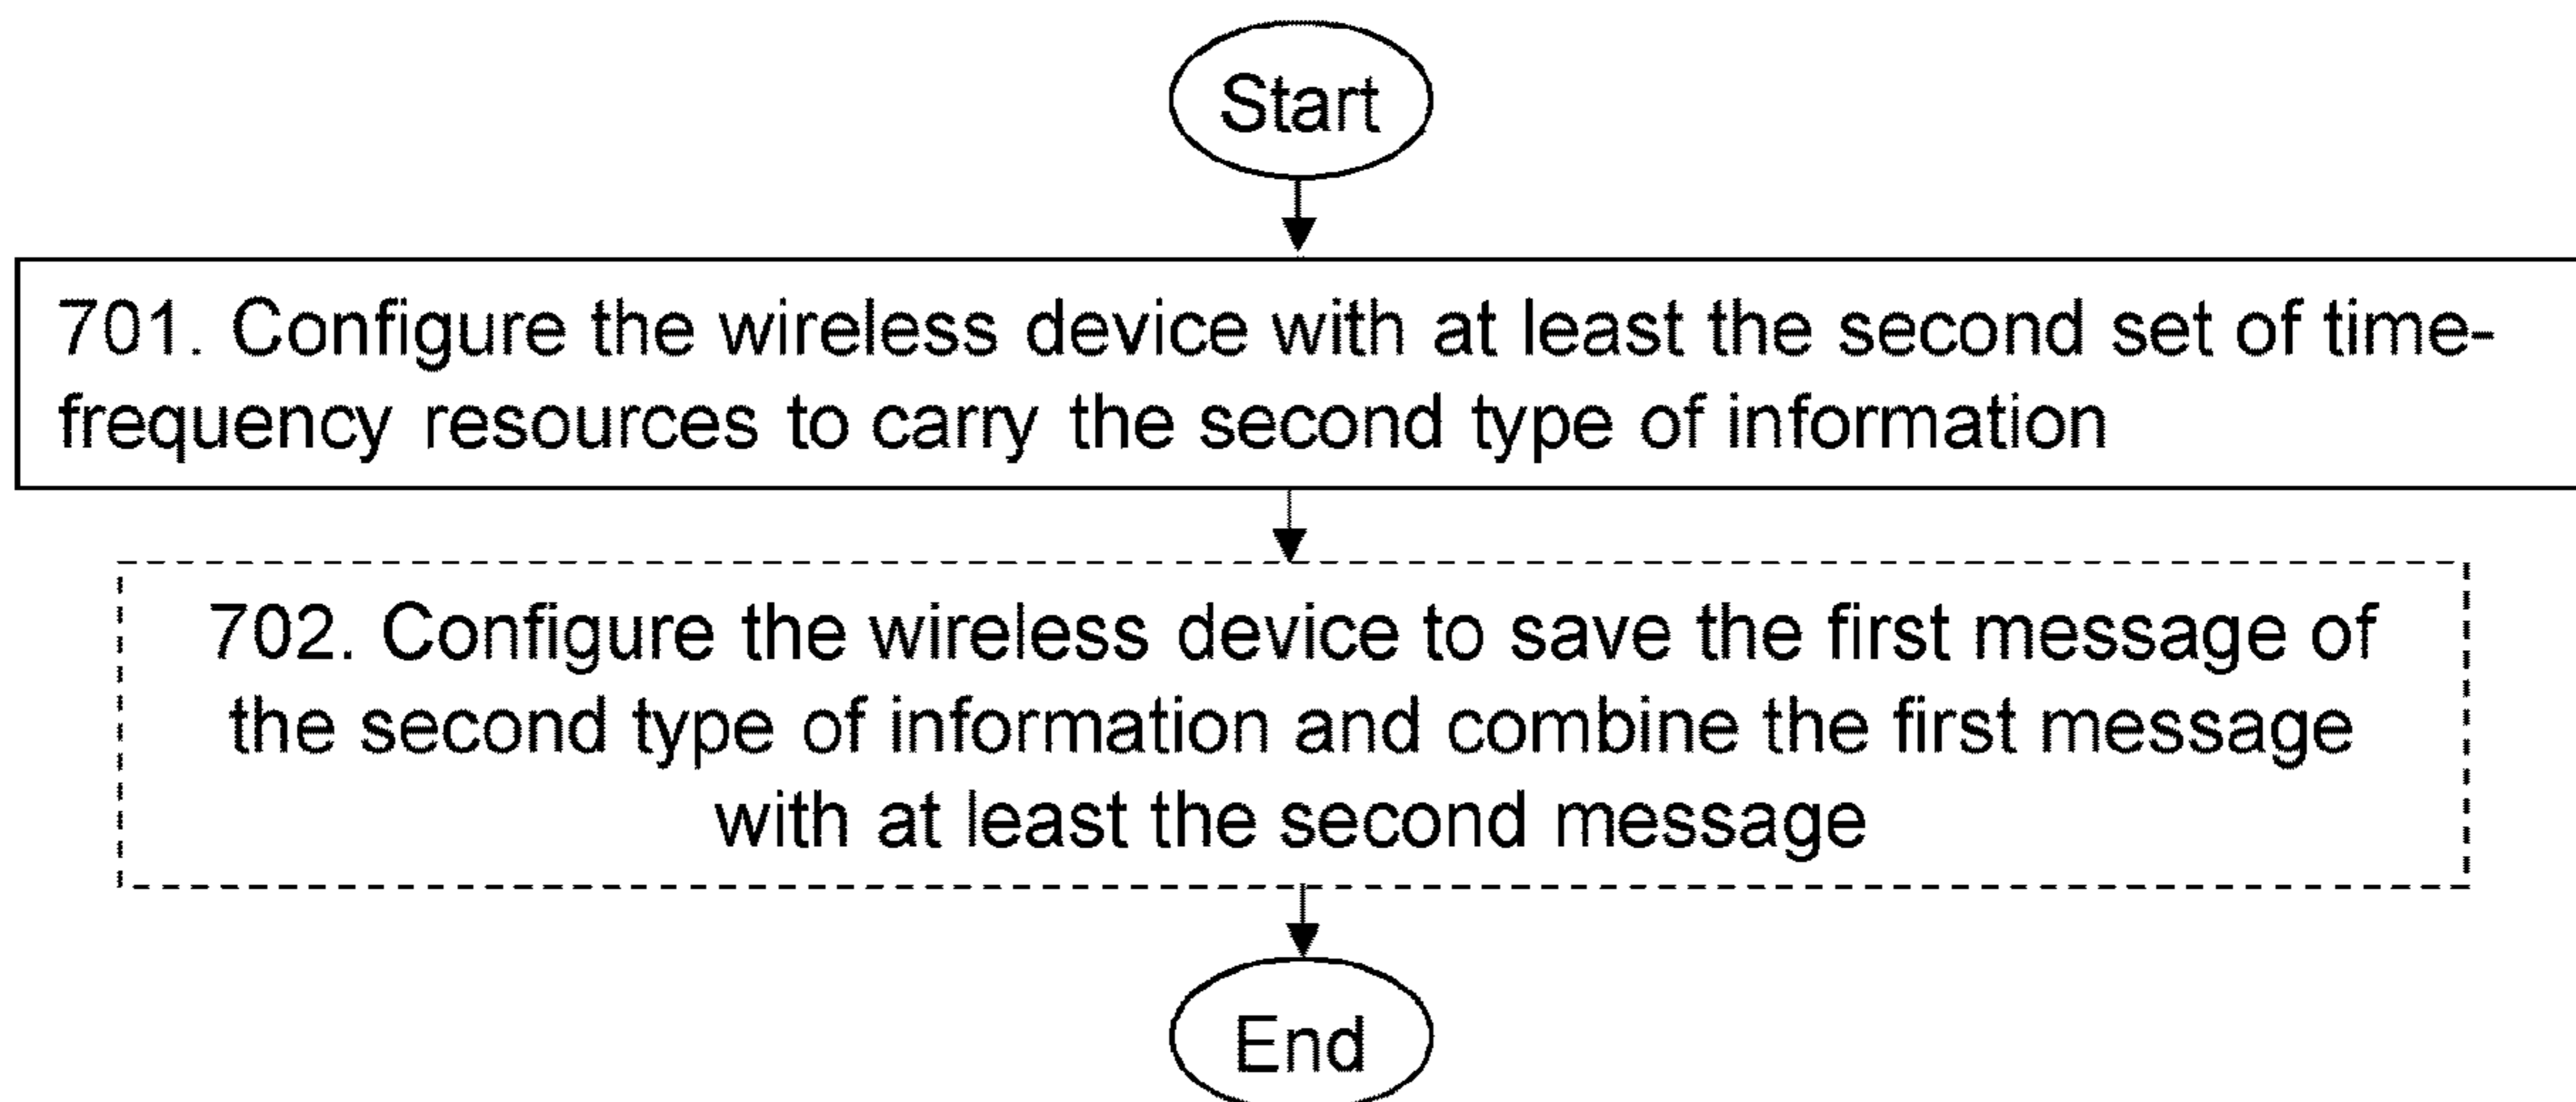 Start
701. Configure the wireless device with at least the second set of time-
frequency resources to carry the second type of information
702. Configure the wireless device to save the first message of
the second type of information and combine the first message
with at least the second message
End